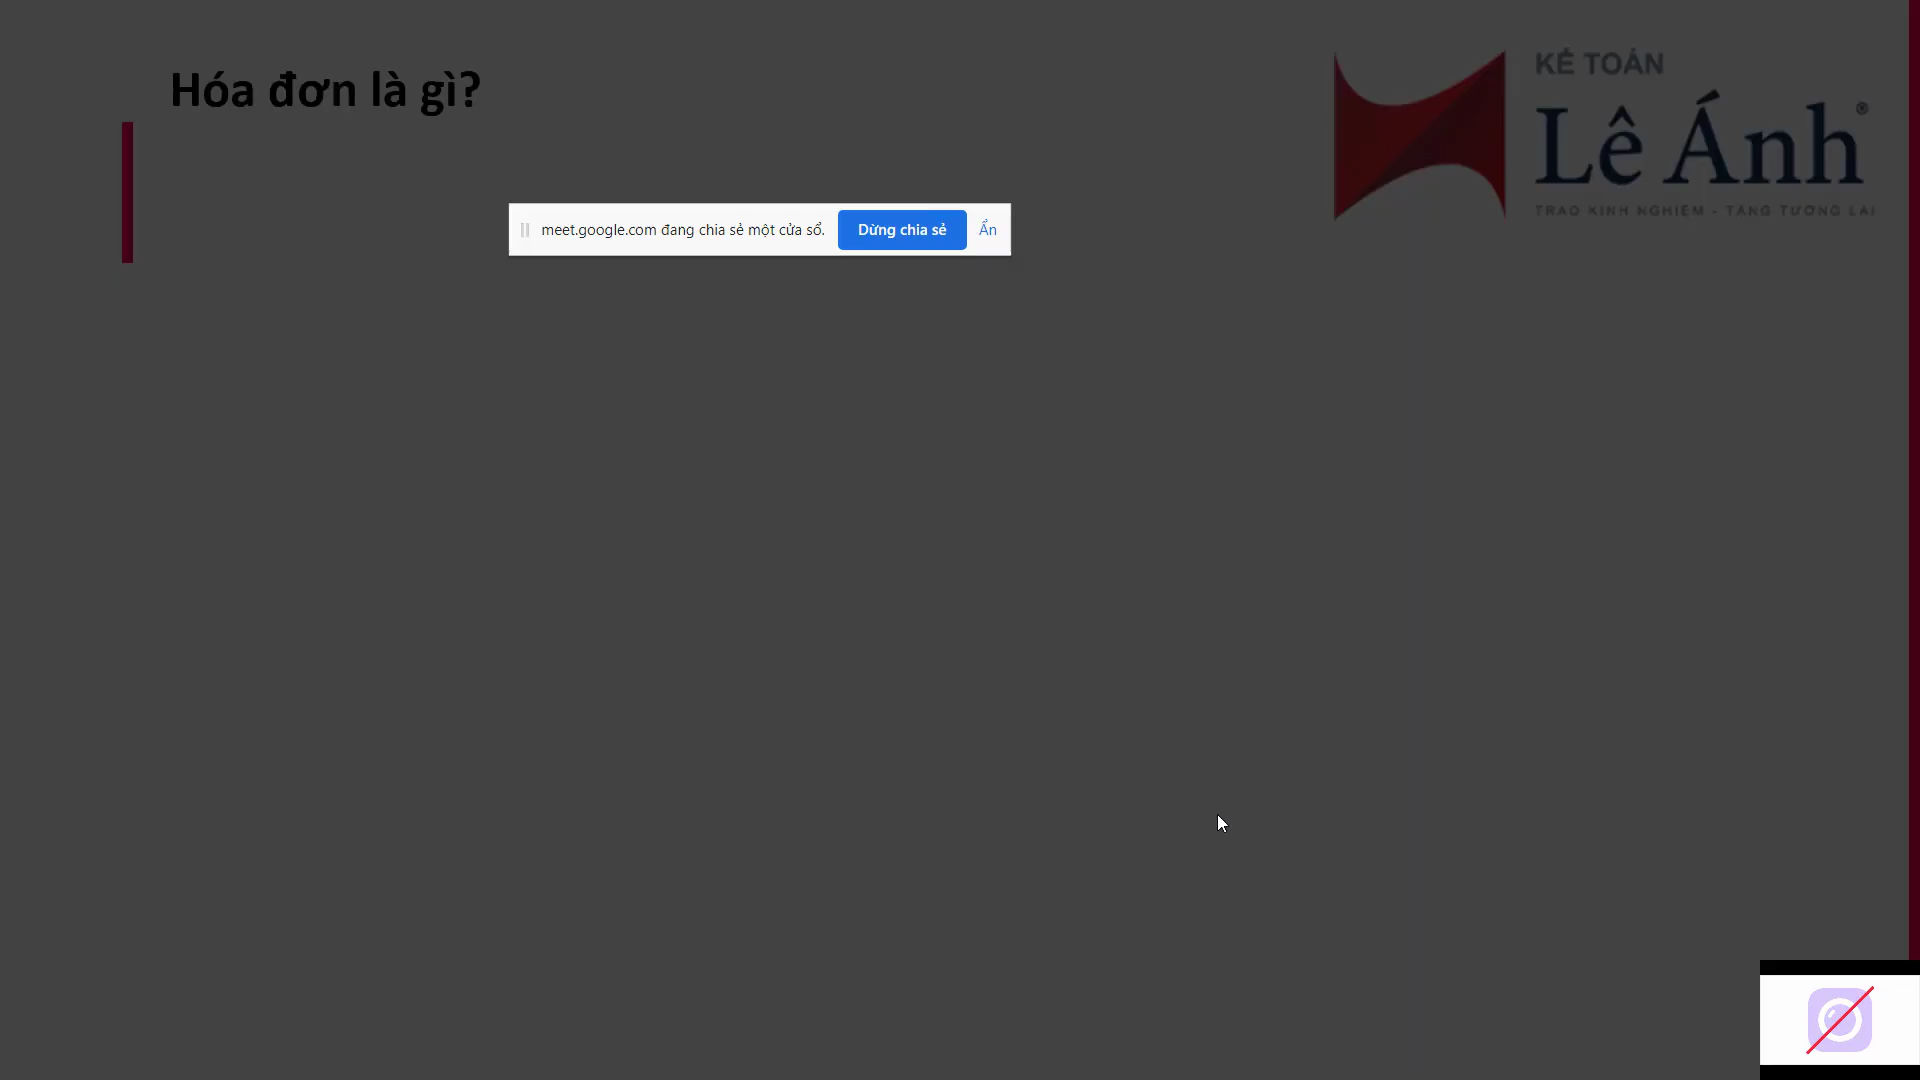 Hóa đơn là gì?
KẾ TOÁN
Lê Ánh®
TRAO KINH NGHIỆM - TẶNG TƯƠNG LAI
meet.google.com đang chia sẻ một cửa sổ. Dừng chia sẻ Ẩn